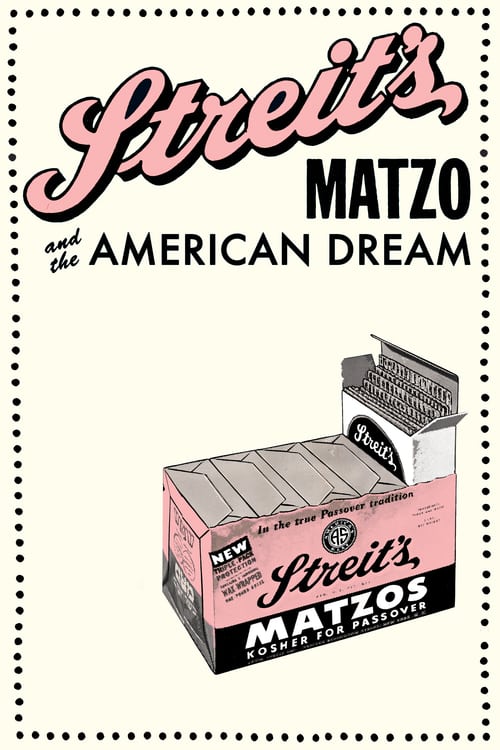 Streit's
MATZO
and the AMERICAN DREAM
Streit's
In the true Passover tradition
AS
NEW
TRIPLE PACK
PROTECTION
WAX WRAPPED
Streit's
MATZOS
KOSHER FOR PASSOVER